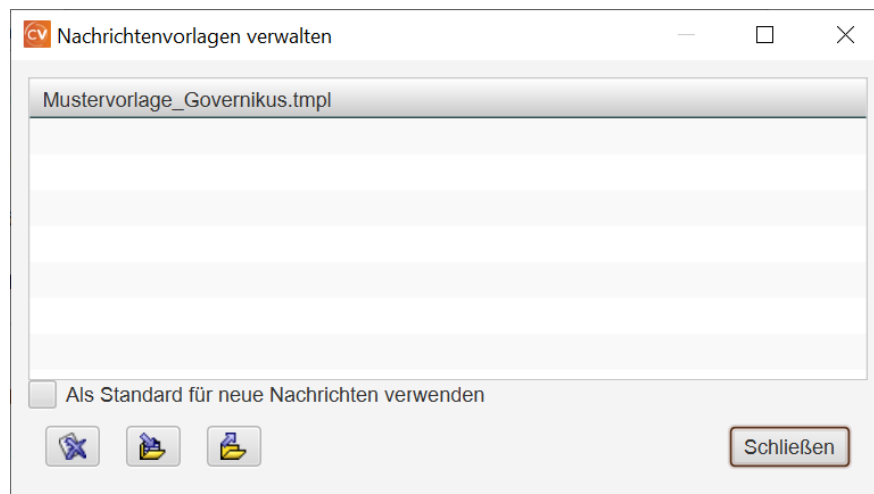 CV Nachrichtenvorlagen verwalten
Mustervorlage_Governikus.tmpl
Als Standard für neue Nachrichten verwenden
Schließen